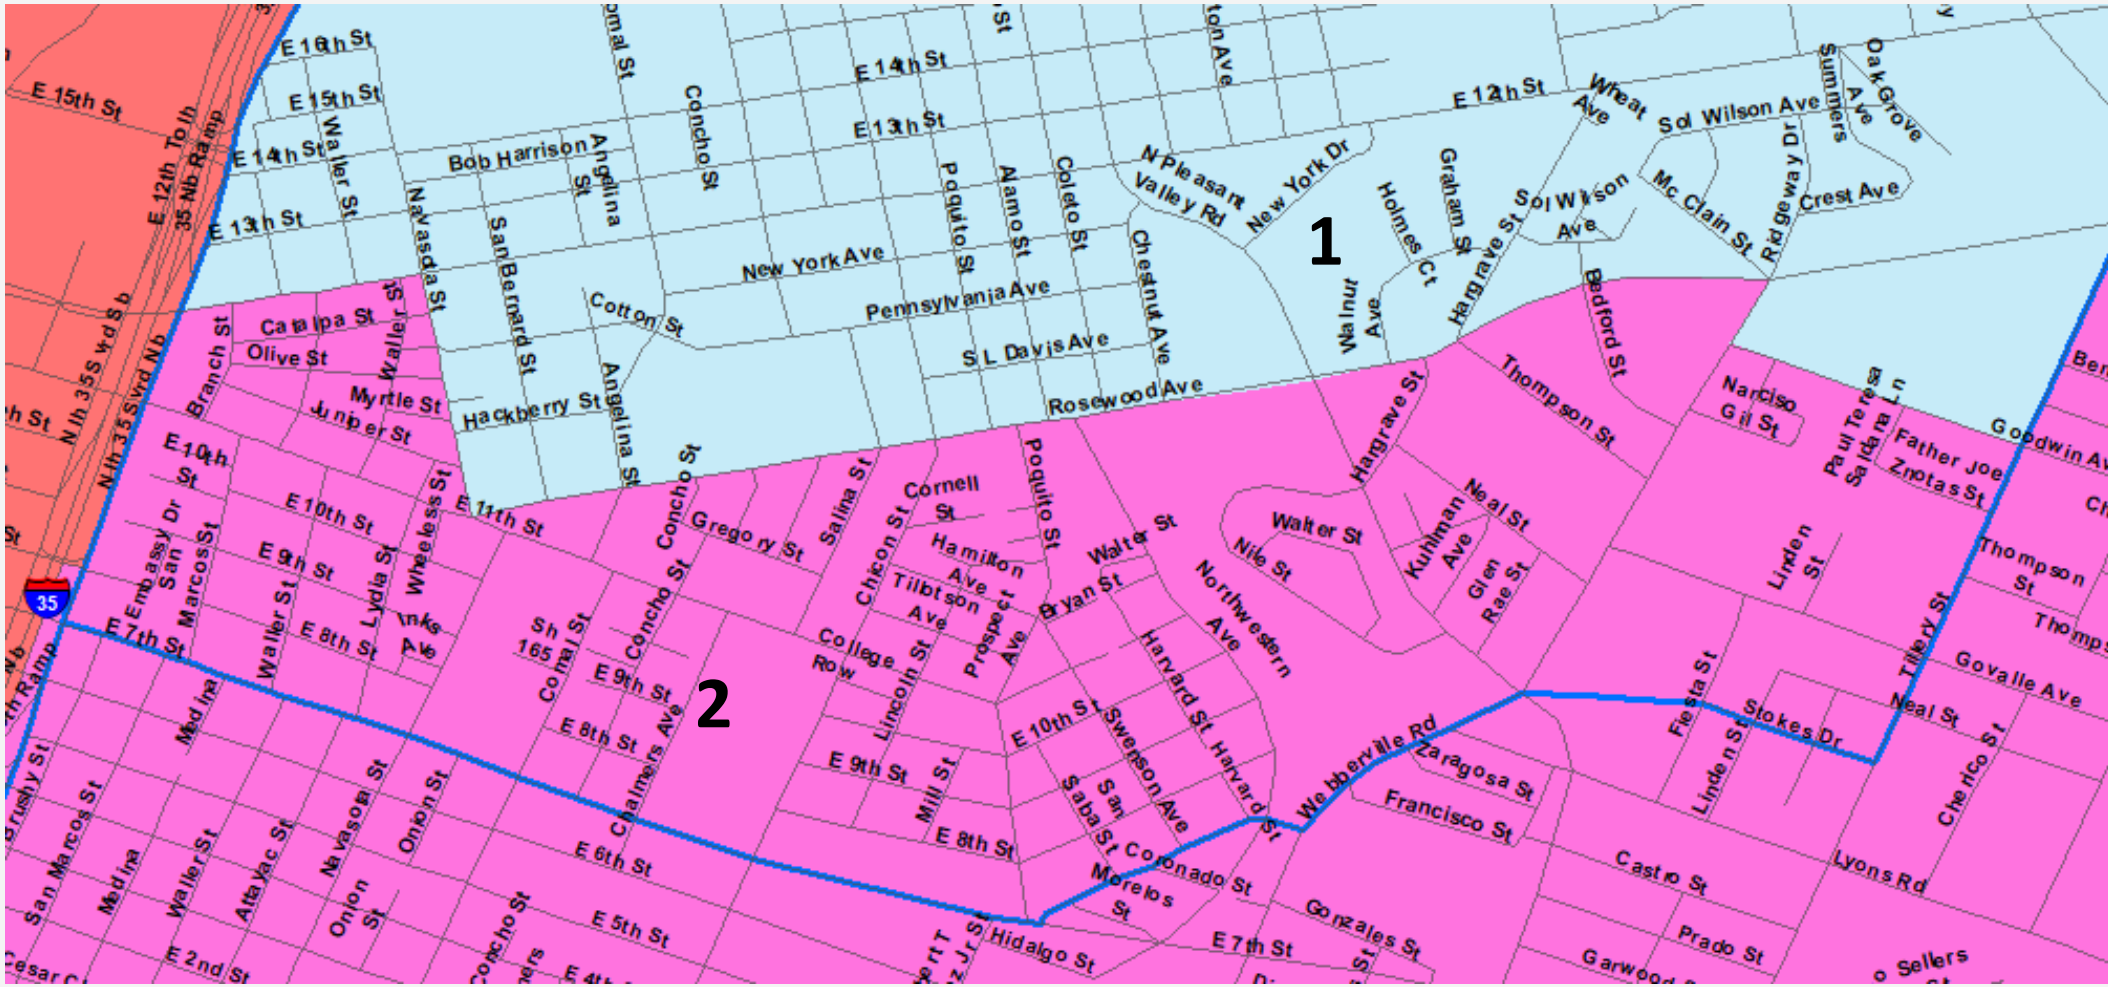 E 16th St
E 15th St
E 15th St
E 14th St
E 13th St
Waller St
Navasota St
Bob Harrison
Angelina
St
Concho St
E 14th St
E 13th St
E 12th St
Wheat
Ave
Sol Wilson Ave
Summers
Ave
Oak Grove
Ridgeway Dr
Crest Ave
Mc Clain St
Sol Wilson
Ave
Graham St
Holmes Ct
Hargrave St
Walnut
Ave
1
New York Dr
N Pleasant
Valley Rd
Chestnut Ave
Coleto St
Alamo St
Poquito St
New York Ave
Pennsylvania Ave
S L Davis Ave
Rosewood Ave
San Bernard St
Cotton St
Angelina St
Hackberry St
E 12th To Ih
35 Nb Ramp
N Ih 35 Svrd Sb
N Ih 35 Svrd Nb
Catalpa St
Olive St
Waller St
Branch St
Myrtle St
Juniper St
E 10th
St
E 10th St
E 9th St
E 8th St
Embassy Dr
San
Marcos St
Waller St
Lydia St
Wheeless St
Inks
Ave
E 11th St
E 7th St
35
Concho St
Gregory St
Salina St
Chicon St
Cornell
St
Hamilton
Ave
Tillotson
Ave
Poquito St
Prospect
Ave
Walter St
Bryan St
Northwestern
Ave
Walter St
Nile St
Hargrave St
Thompson St
Bedford St
Neal St
Kuhlman
Ave
Glen
Rae St
Narciso
Gil St
Paul Teresa
Saldana Ln
Father Joe
Znotas St
Goodwin Av
Linden
St
Thompson
St
Govalle Ave
Tillery St
Neal St
Fiesta St
Stokes Dr
Linden St
Cherico St
Sh
165
Comal St
Concho St
E 9th St
E 8th St
Chalmers Ave
2
College
Row
Lincoln St
E 9th St
Mill St
E 8th St
E 10th St
Harvard St
Swenson Ave
San
Saba St
Harvard St
Webberville Rd
Zaragosa St
Francisco St
Coronado St
Morelos
St
Hidalgo St
E 7th St
Gonzales St
Castro St
Prado St
Lyons Rd
Medina
Brushy St
San Marcos St
Medina
Waller St
Attayac St
Navasota St
Onion St
Onion
St
E 6th St
E 5th St
Concho St
E 2nd St
Garwood
o Sellers